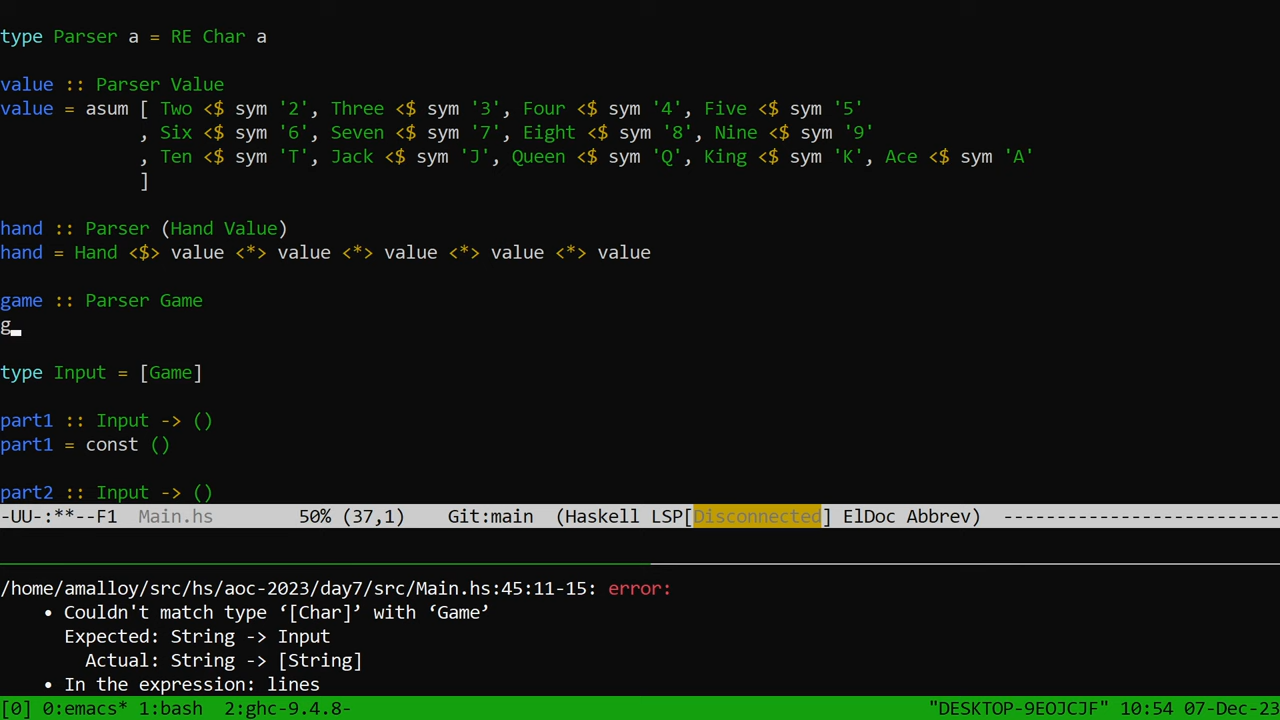 type Parser a = RE Char a
value :: Parser Value
value = asum [ Two <$ sym '2', Three <$ sym '3', Four <$ sym '4', Five <$ sym '5'
             , Six <$ sym '6', Seven <$ sym '7', Eight <$ sym '8', Nine <$ sym '9'
             , Ten <$ sym 'T', Jack <$ sym 'J', Queen <$ sym 'Q', King <$ sym 'K', Ace <$ sym 'A'
             ]
hand :: Parser (Hand Value)
hand = Hand <$> value <*> value <*> value <*> value <*> value
game :: Parser Game
g
type Input = [Game]
part1 :: Input -> ()
part1 = const ()
part2 :: Input -> ()
-UU-:**--F1  Main.hs        50% (37,1)    Git:main  (Haskell LSP[Disconnected] ElDoc Abbrev) --------------------------
/home/amalloy/src/hs/aoc-2023/day7/src/Main.hs:45:11-15: error:
    • Couldn't match type ‘[Char]’ with ‘Game’
      Expected: String -> Input
        Actual: String -> [String]
    • In the expression: lines
[0] 0:emacs* 1:bash  2:ghc-9.4.8-                                                      "DESKTOP-9EOJCJF" 10:54 07-Dec-23